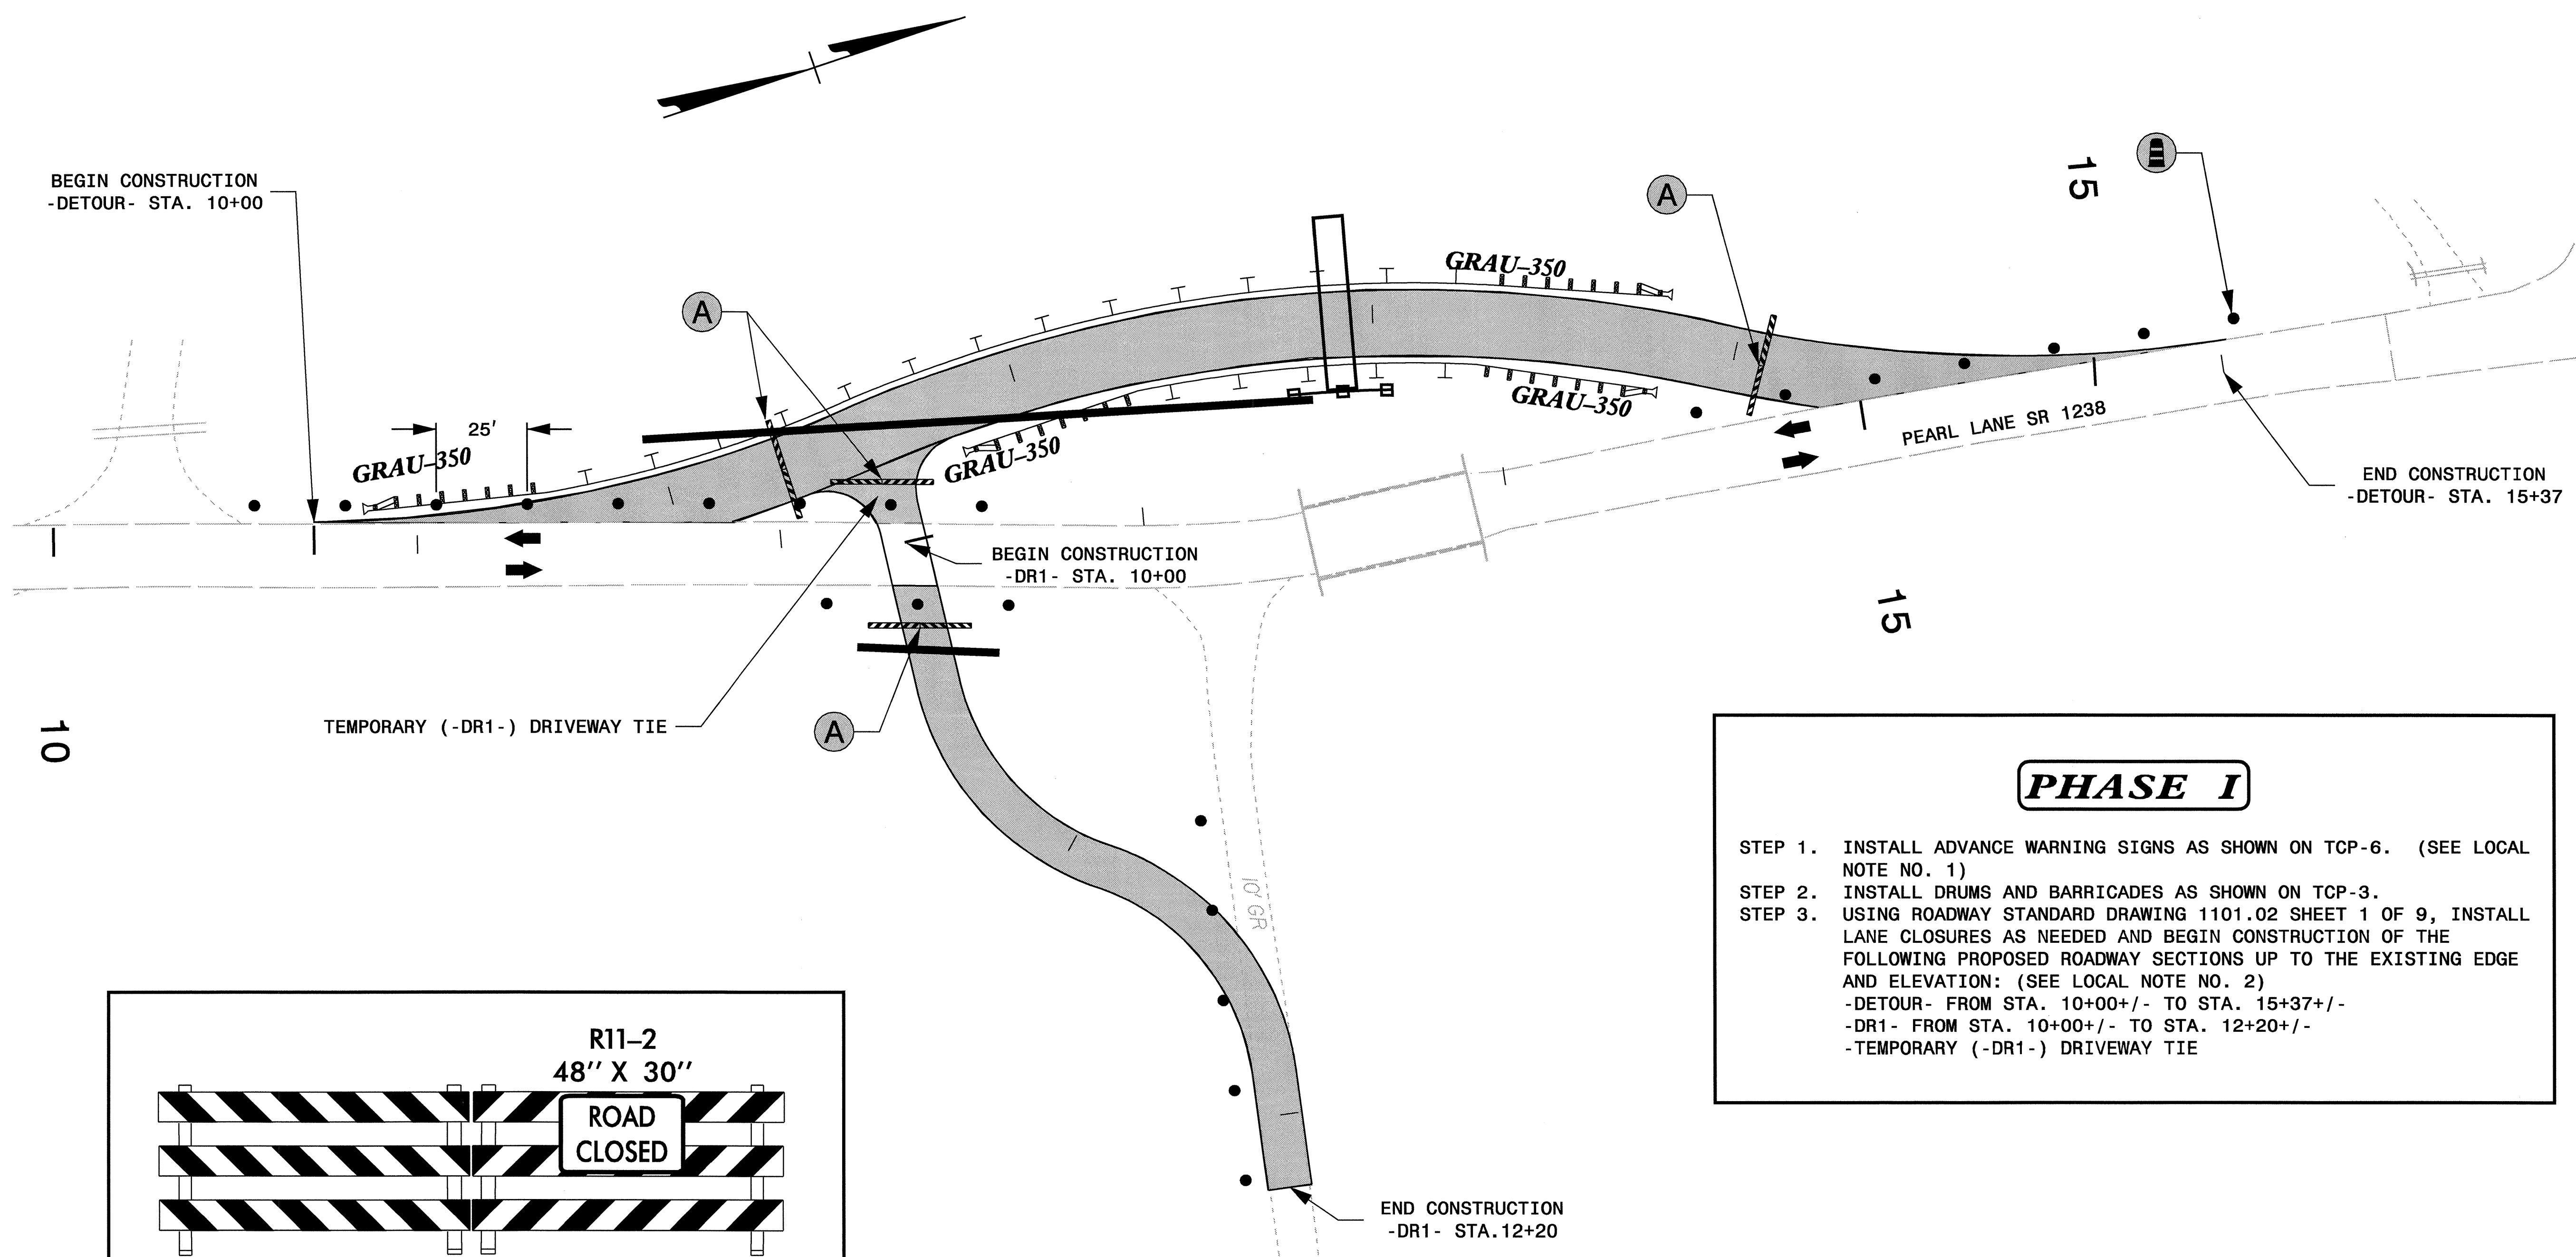 BEGIN CONSTRUCTION
-DETOUR- STA. 10+00
15
A
A
GRAU-350
25'
GRAU-350
GRAU-350
GRAU-350
PEARL LANE SR 1238
END CONSTRUCTION
-DETOUR- STA. 15+37
BEGIN CONSTRUCTION
-DR1- STA. 10+00
15
10
TEMPORARY (-DR1-) DRIVEWAY TIE
A
10' GR
PHASE I
STEP 1. INSTALL ADVANCE WARNING SIGNS AS SHOWN ON TCP-6. (SEE LOCAL
NOTE NO. 1)
STEP 2. INSTALL DRUMS AND BARRICADES AS SHOWN ON TCP-3.
STEP 3. USING ROADWAY STANDARD DRAWING 1101.02 SHEET 1 OF 9, INSTALL
LANE CLOSURES AS NEEDED AND BEGIN CONSTRUCTION OF THE
FOLLOWING PROPOSED ROADWAY SECTIONS UP TO THE EXISTING EDGE
AND ELEVATION: (SEE LOCAL NOTE NO. 2)
-DETOUR- FROM STA. 10+00+/- TO STA. 15+37+/-
-DR1- FROM STA. 10+00+/- TO STA. 12+20+/-
-TEMPORARY (-DR1-) DRIVEWAY TIE
R11-2
48'' X 30''
ROAD
CLOSED
END CONSTRUCTION
-DR1- STA.12+20